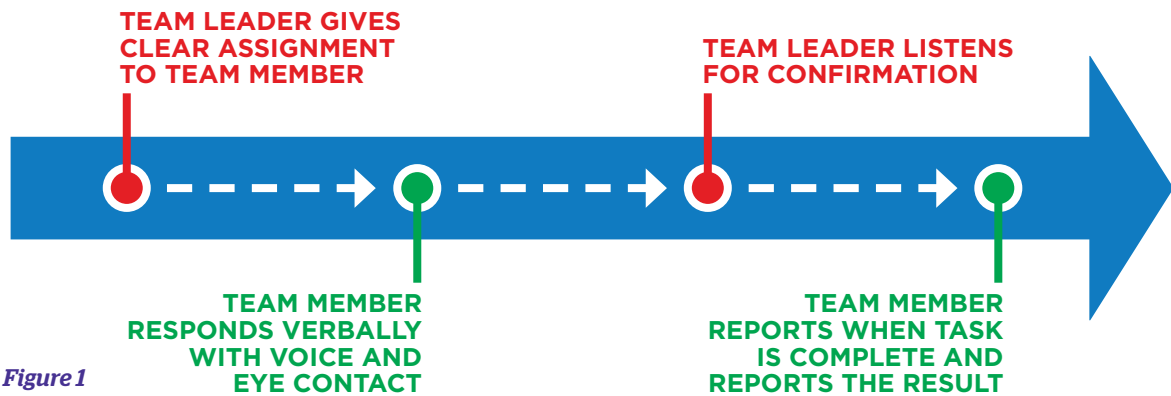 TEAM LEADER GIVES
CLEAR ASSIGNMENT
TO TEAM MEMBER
TEAM MEMBER
RESPONDS VERBALLY
WITH VOICE AND
EYE CONTACT
TEAM LEADER LISTENS
FOR CONFIRMATION
TEAM MEMBER
REPORTS WHEN TASK
IS COMPLETE AND
REPORTS THE RESULT
Figure 1